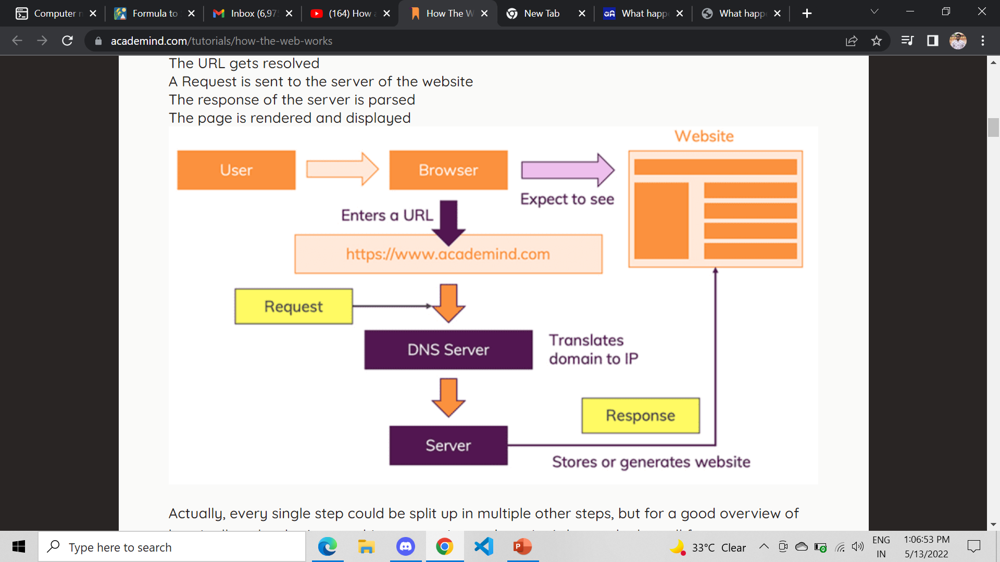 Computer n
Formula to
Inbox (6,97
(164) How a
How The W
New Tab
What happ
What happe
academind.com/tutorials/how-the-web-works
The URL gets resolved
A Request is sent to the server of the website
The response of the server is parsed
The page is rendered and displayed
Website
User
Browser
Expect to see
Enters a URL
https://www.academind.com
Request
DNS Server
Translates
domain to IP
Response
Server
Stores or generates website
Actually, every single step could be split up in multiple other steps, but for a good overview of
Type here to search
33°C Clear
ENG
IN
1:06:53 PM
5/13/2022